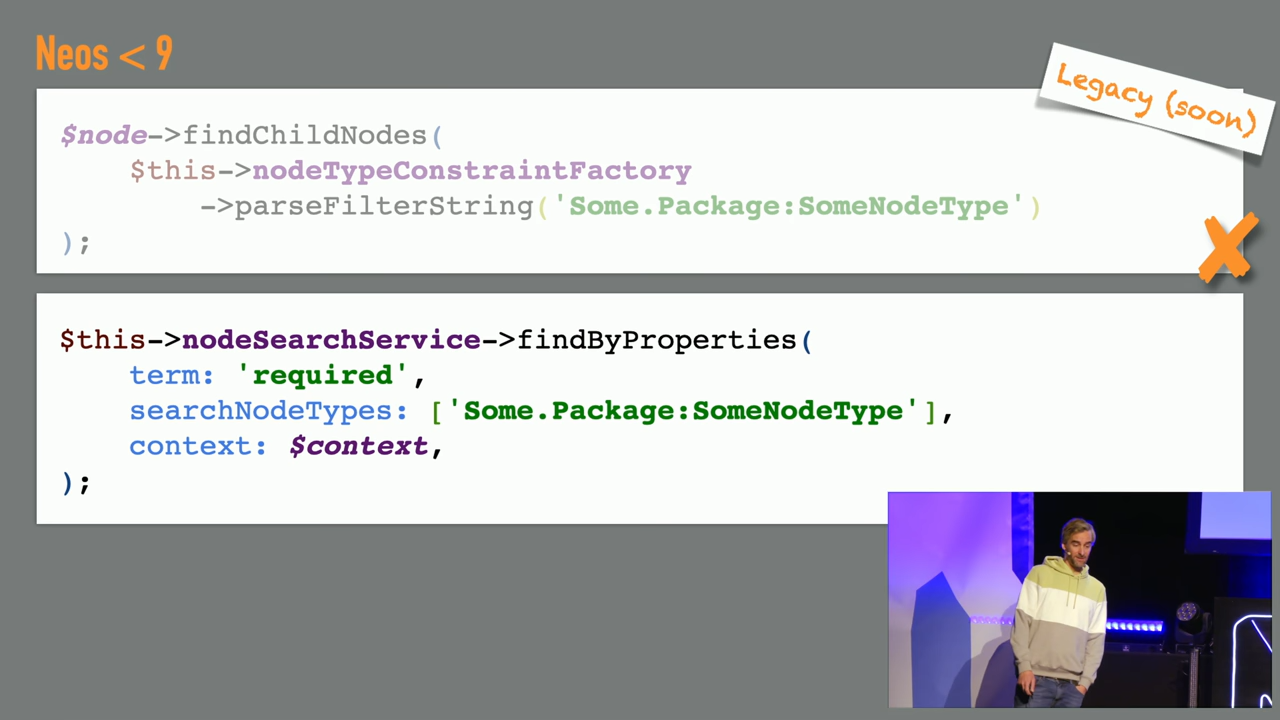 Neos < 9
Legacy (soon)
$node->findChildNodes(
    $this->nodeTypeConstraintFactory
        ->parseFilterString('Some.Package:SomeNodeType')
);
$this->nodeSearchService->findByProperties(
    term: 'required',
    searchNodeTypes: ['Some.Package:SomeNodeType'],
    context: $context,
);